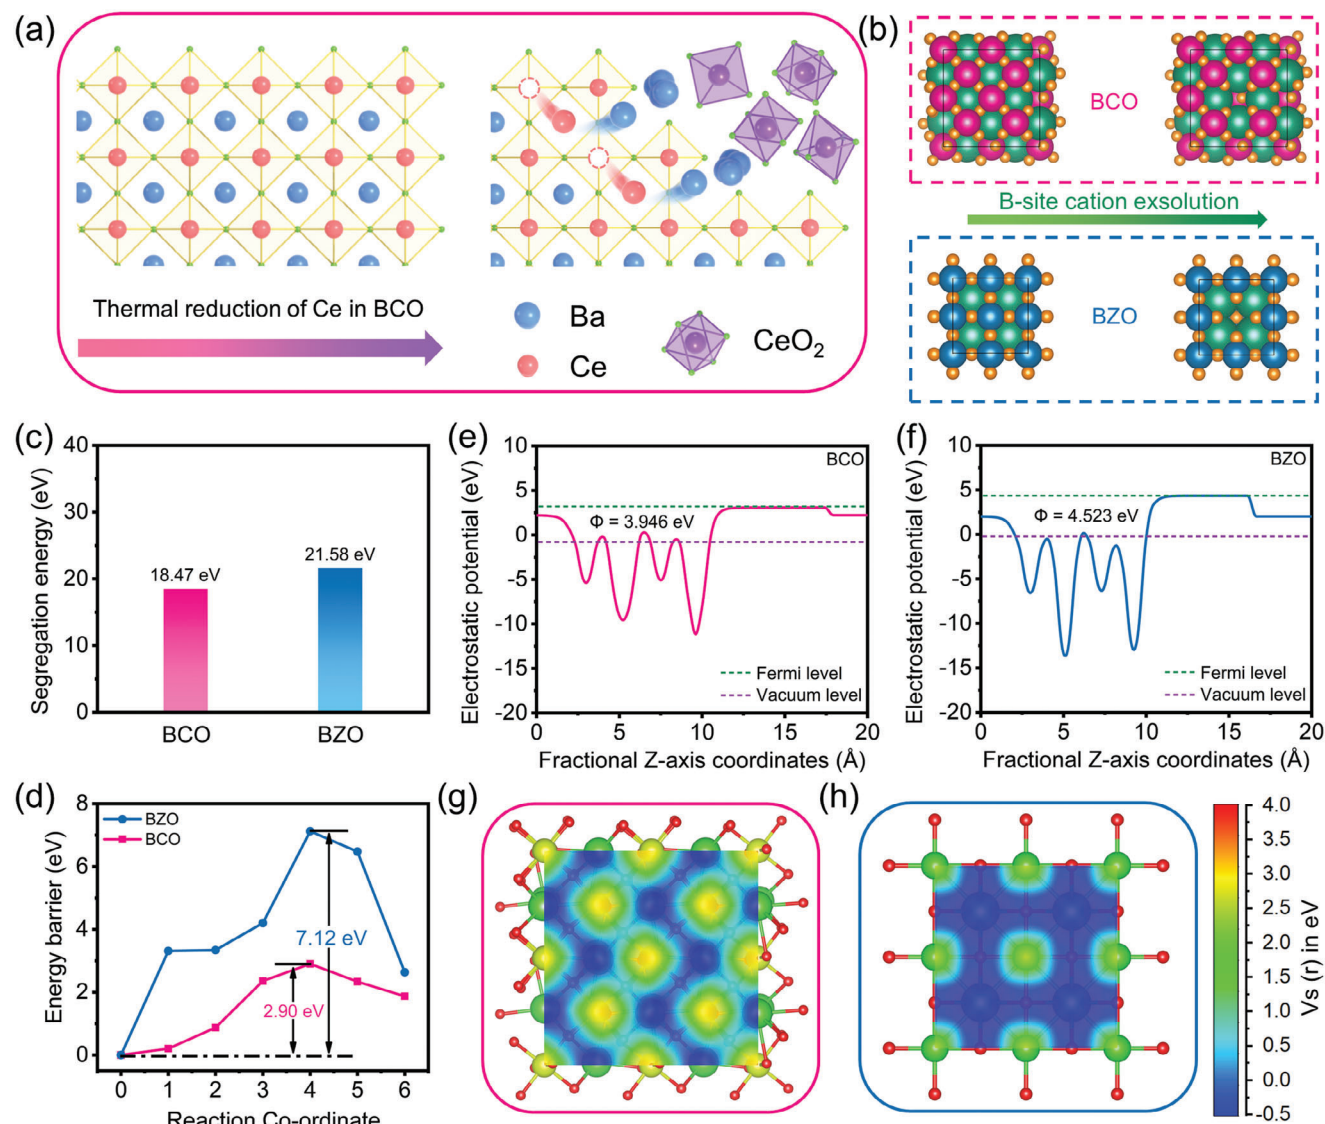 (a)
Thermal reduction of Ce in BCO
Ba
Ce
CeO2
(b)
BCO
B-site cation exsolution
BZO
(c)
Segregation energy (eV)
40
30
20
10
0
18.47 eV
21.58 eV
BCO
BZO
(e)
Electrostatic potential (eV)
10
5
0
-5
-10
-15
-20
BCO
Φ = 3.946 eV
Fermi level
Vacuum level
0
5
10
15
20
Fractional Z-axis coordinates (Å)
(f)
Electrostatic potential (eV)
10
5
0
-5
-10
-15
-20
BZO
Φ = 4.523 eV
Fermi level
Vacuum level
0
5
10
15
20
Fractional Z-axis coordinates (Å)
(d)
Energy barrier (eV)
8
6
4
2
0
BZO
BCO
7.12 eV
2.90 eV
0
1
2
3
4
5
6
Reaction Co-ordinate
(g)
(h)
4.0
3.0
2.5
2.0
1.0
0.5
0.0
-0.5
Vs (r) in eV